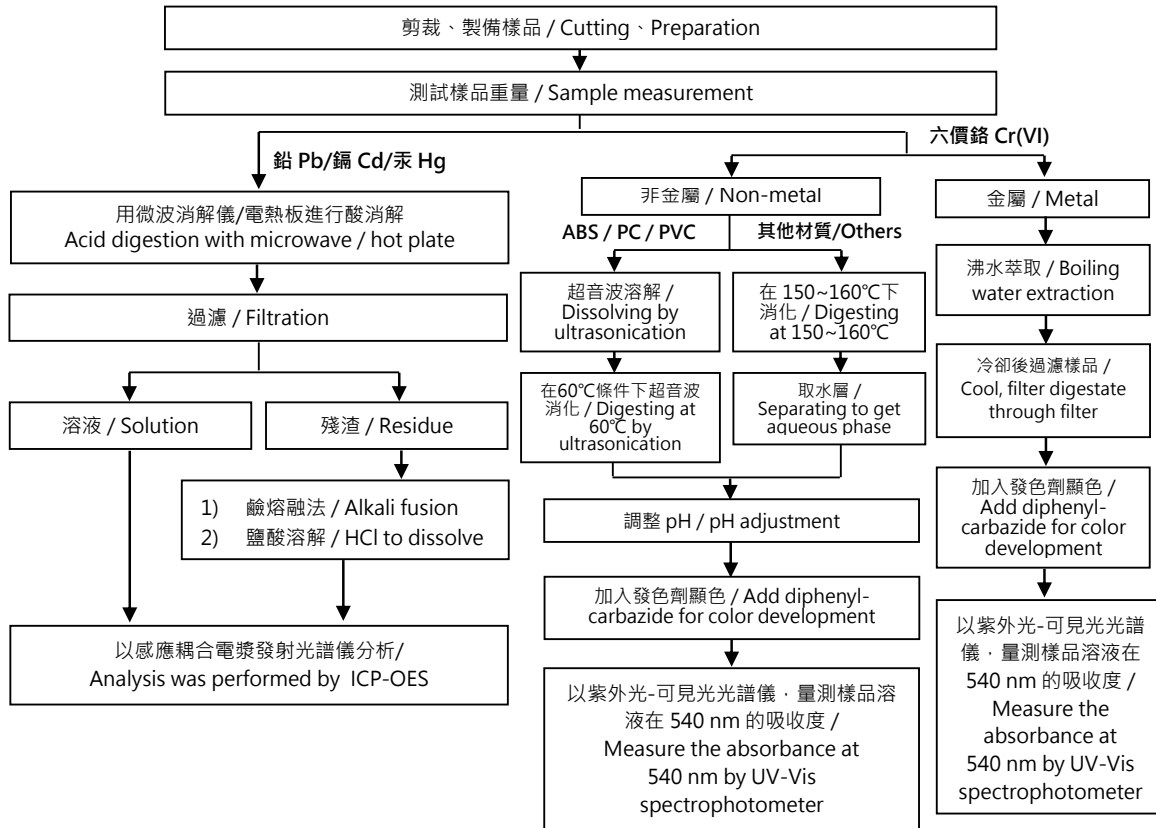 剪裁、製備樣品 / Cutting、Preparation
測試樣品重量 / Sample measurement
鉛 Pb/鎘 Cd/汞 Hg
六價鉻 Cr(VI)
用微波消解儀/電熱板進行酸消解
Acid digestion with microwave / hot plate
過濾 / Filtration
溶液 / Solution
殘渣 / Residue
1) 鹼熔融法 / Alkali fusion
2) 鹽酸溶解 / HCl to dissolve
以感應耦合電漿發射光譜儀分析/
Analysis was performed by ICP-OES
非金屬 / Non-metal
ABS / PC / PVC
其他材質/Others
超音波溶解 /
Dissolving by
ultrasonication
在60℃條件下超音波
消化 / Digesting at
60℃ by
ultrasonication
在 150~160℃下
消化 / Digesting
at 150~160℃
取水層 /
Separating to get
aqueous phase
調整 pH / pH adjustment
加入發色劑顯色 / Add diphenyl-
carbazide for color development
以紫外光-可見光光譜儀，量測樣品溶
液在 540 nm 的吸收度 /
Measure the absorbance at
540 nm by UV-Vis
spectrophotometer
金屬 / Metal
沸水萃取 / Boiling
water extraction
冷卻後過濾樣品 /
Cool, filter digestate
through filter
加入發色劑顯色 /
Add diphenyl-
carbazide for color
development
以紫外光-可見光光譜
儀，量測樣品溶液在
540 nm 的吸收度 /
Measure the
absorbance at
540 nm by UV-Vis
spectrophotometer